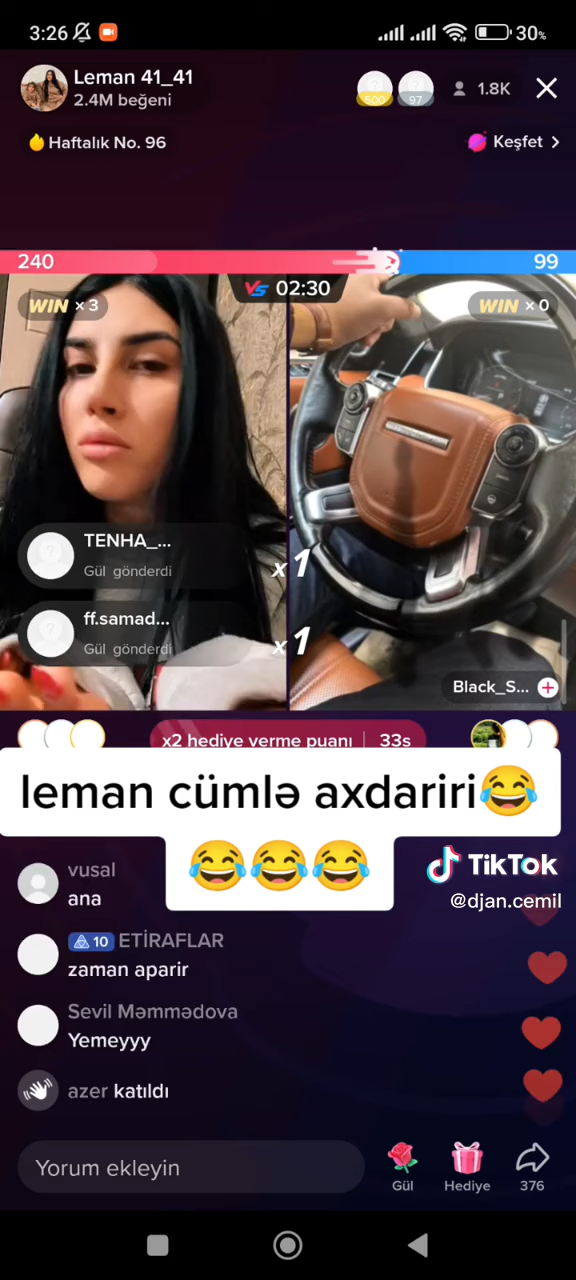 3:26
30%
Leman 41_41
2.4M beğeni
500
97
1.8K
Haftalık No. 96
Keşfet
240
99
VS 02:30
WIN x 3
WIN x 0
TENHA_...
Gül gönderdi
x 1
ff.samad...
Gül gönderdi
x 1
Black_S...
x2 hediye verme puanı | 33s
leman cümlə axdariri😂
😂😂😂
TikTok
@djan.cemil
vusal
ana
10 ETİRAFLAR
zaman aparir
Sevil Məmmədova
Yemeyyy
azer katıldı
Yorum ekleyin
Gül
Hediye
376